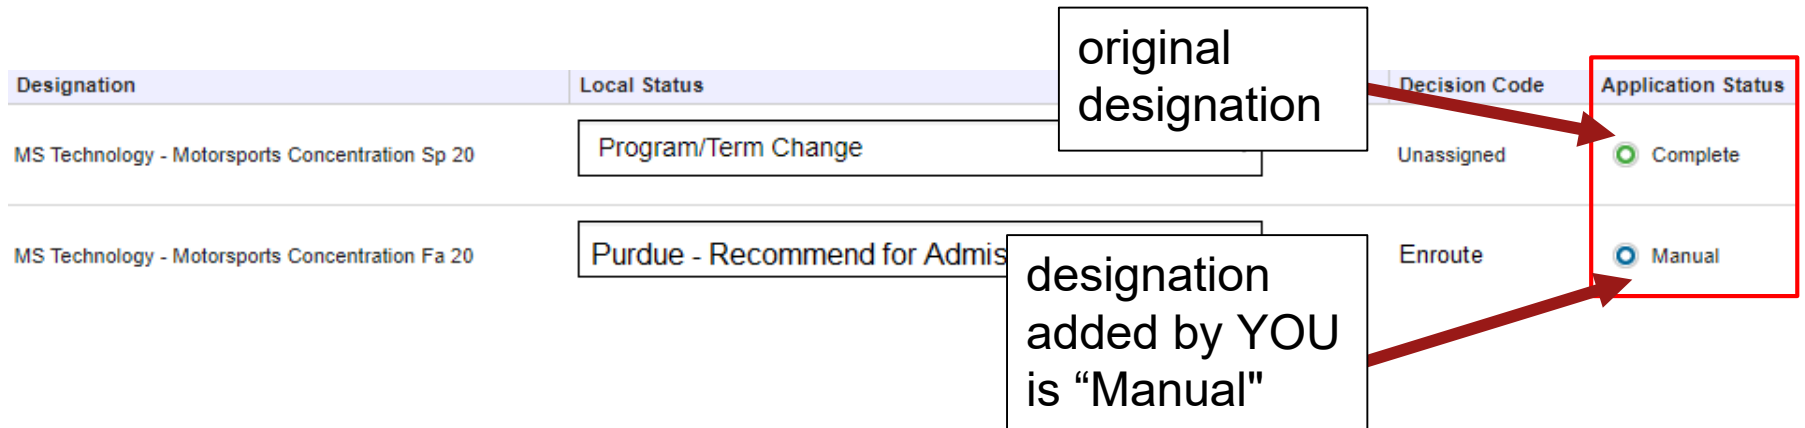 original
designation
Designation Local Status Decision Code Application Status
MS Technology - Motorsports Concentration Sp 20 Program/Term Change Unassigned Complete
MS Technology - Motorsports Concentration Fa 20 Purdue - Recommend for Admis Enroute Manual
designation
added by YOU
is “Manual"